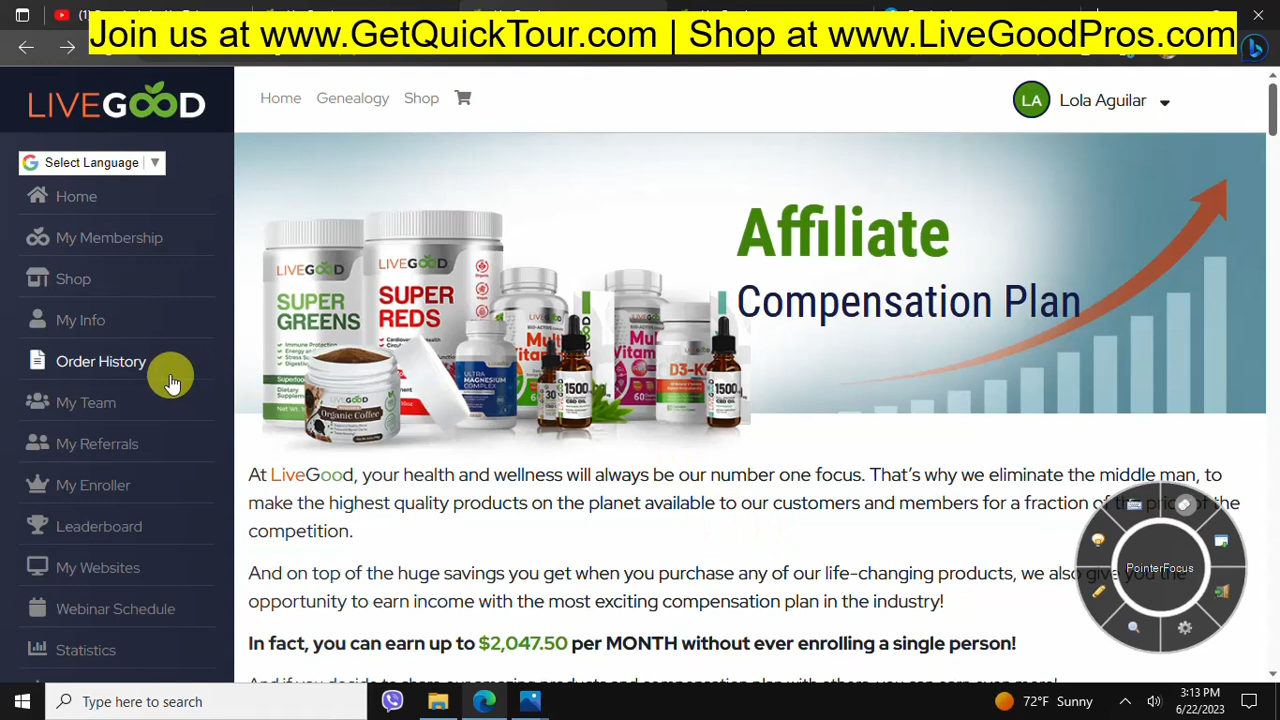 Join us at www.GetQuickTour.com | Shop at www.LiveGoodPros.com
LIVEGOOD
Home Genealogy Shop
LA Lola Aguilar
Select Language
Home
My Membership
Shop
My Info
Order History
My Team
My Referrals
My Enroller
Leaderboard
My Websites
Webinar Schedule
Statistics
Affiliate
Compensation Plan
LIVEGOOD
SUPER
GREENS
LIVEGOOD
SUPER
REDS
ULTRA
MAGNESIUM
COMPLEX
Organic Coffee
1500
D3-K
1500
At LiveGood, your health and wellness will always be our number one focus. That's why we eliminate the middle man, to
make the highest quality products on the planet available to our customers and members for a fraction of the price of the
competition.
And on top of the huge savings you get when you purchase any of our life-changing products, we also give you the
opportunity to earn income with the most exciting compensation plan in the industry!
In fact, you can earn up to $2,047.50 per MONTH without ever enrolling a single person!
PointerFocus
Type here to search
72°F Sunny
3:13 PM
6/22/2023